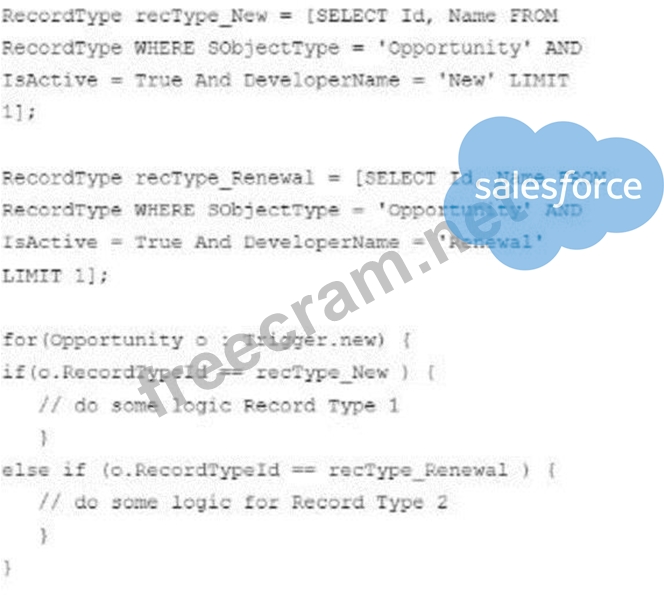 RecordType recType_New = [SELECT Id, Name FROM
RecordType WHERE SObjectType = 'Opportunity' AND
IsActive = True And DeveloperName = 'New' LIMIT
1];
RecordType recType_Renewal = [SELECT Id, Name FROM
RecordType WHERE SObjectType = 'Opportunity' AND
IsActive = True And DeveloperName ='Renewal'
LIMIT 1];
salesforce
freecram.net
for(Opportunity o : Trigger.new) {
if(o.RecordTypeId == recType_New ) {
// do some logic Record Type 1
}
else if (o.RecordTypeId == recType_Renewal ) {
// do some logic for Record Type 2
}
}